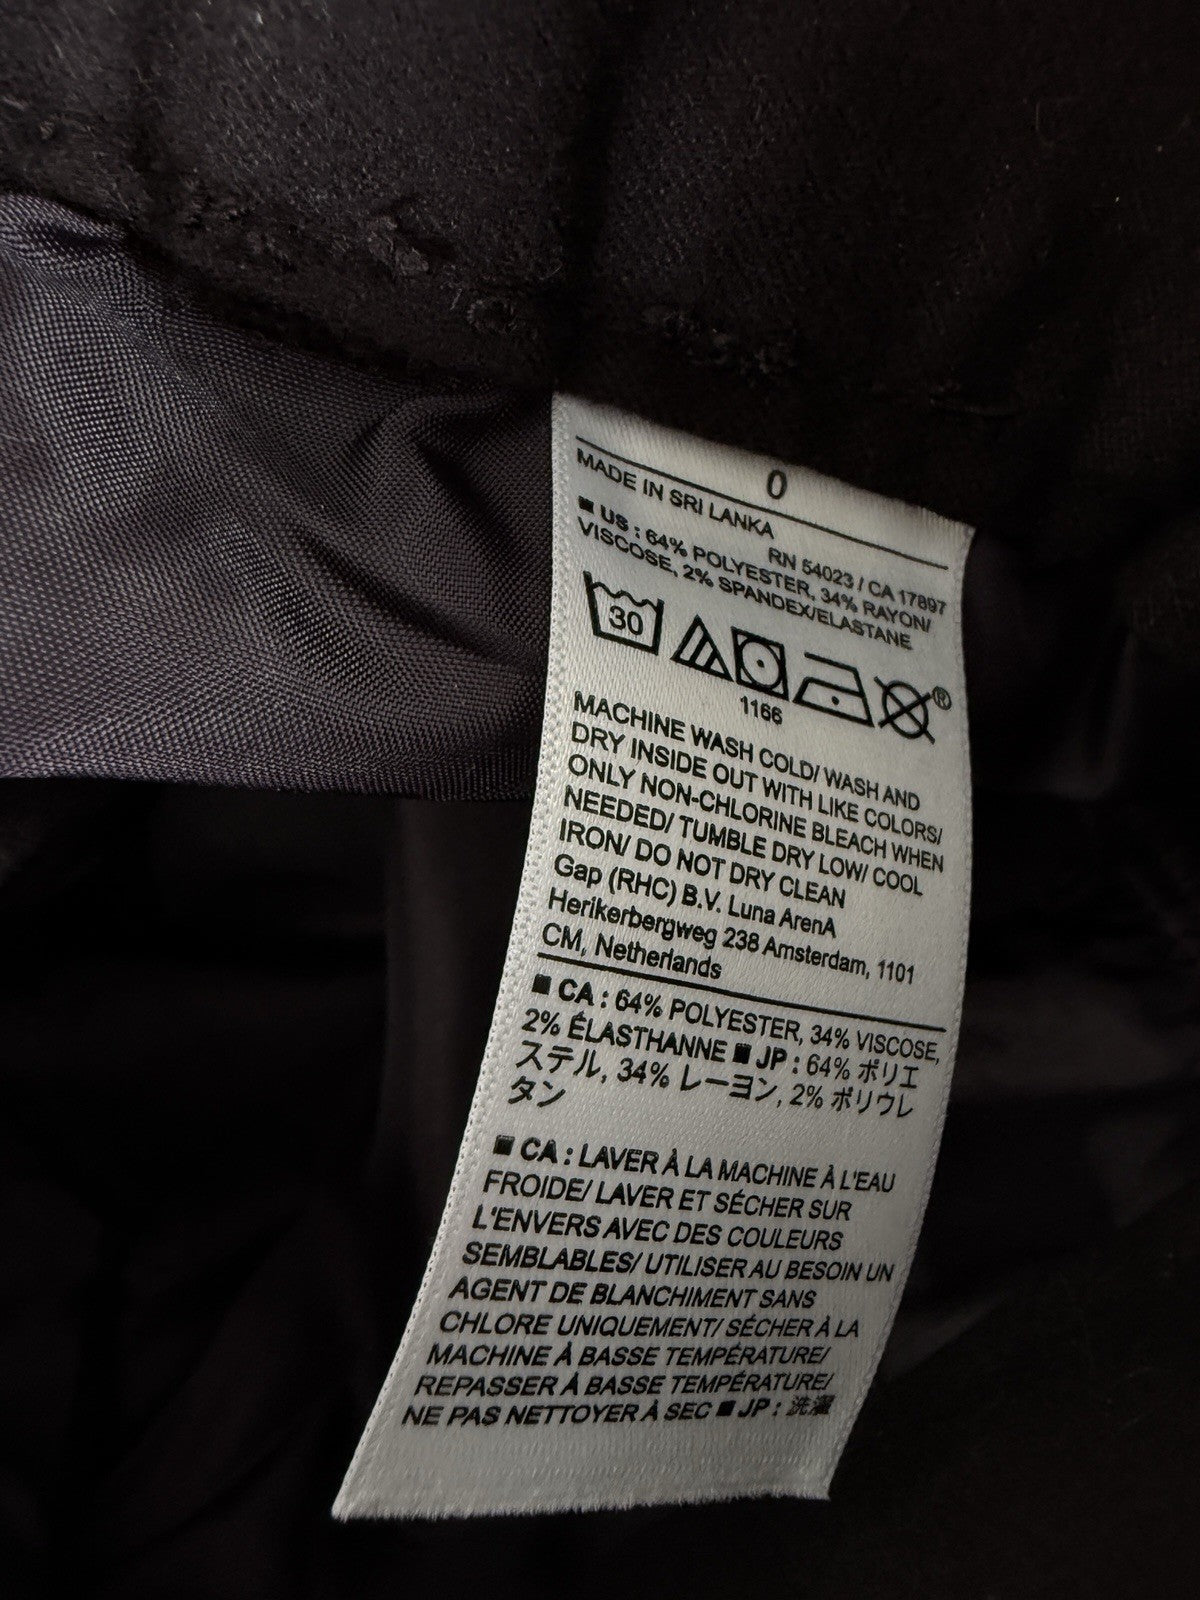 0
MADE IN SRI LANKA
RN 54023 / CA 17897
■ US : 64% POLYESTER, 34% RAYON/
VISCOSE, 2% SPANDEX/ELASTANE
30
®
1166
MACHINE WASH COLD/ WASH AND
DRY INSIDE OUT WITH LIKE COLORS/
ONLY NON-CHLORINE BLEACH WHEN
NEEDED/ TUMBLE DRY LOW/ COOL
IRON/ DO NOT DRY CLEAN
Gap (RHC) B.V. Luna ArenA
Herikerbergweg 238 Amsterdam, 1101
CM, Netherlands
■ CA : 64% POLYESTER, 34% VISCOSE,
2% ÉLASTHANNE ■ JP : 64% ポリエ
ステル, 34% レーヨン, 2% ポリウレ
タン
■ CA : LAVER À LA MACHINE À L'EAU
FROIDE/ LAVER ET SÉCHER SUR
L'ENVERS AVEC DES COULEURS
SEMBLABLES/ UTILISER AU BESOIN UN
AGENT DE BLANCHIMENT SANS
CHLORE UNIQUEMENT/ SÉCHER À LA
MACHINE À BASSE TEMPÉRATURE/
REPASSER À BASSE TEMPÉRATURE/
NE PAS NETTOYER À SEC ■ JP : 洗濯